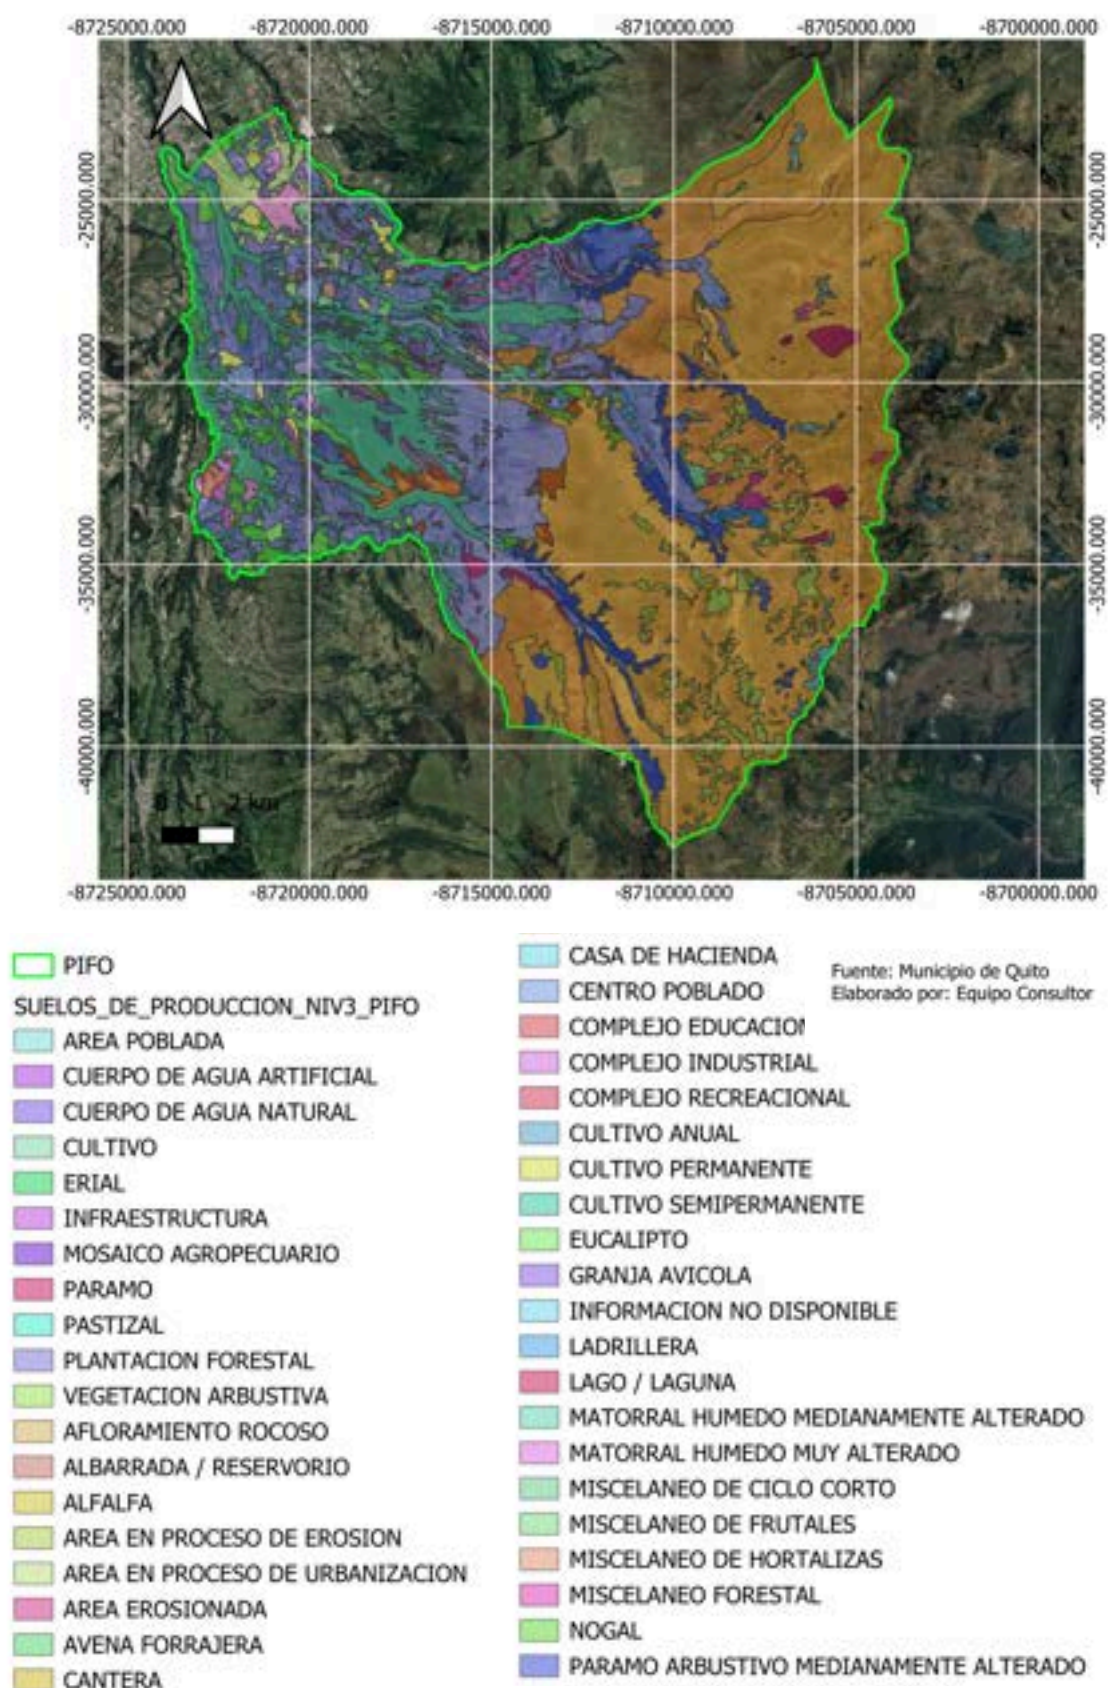 -8725000.000 -8720000.000 -8715000.000 -8710000.000 -8705000.000 -8700000.000
-25000.000 -25000.000
-30000.000 -30000.000
-35000.000 -35000.000
-40000.000 -40000.000
0 1 2 km
-8725000.000 -8720000.000 -8715000.000 -8710000.000 -8705000.000 -8700000.000
PIFO
SUELOS_DE_PRODUCCION_NIV3_PIFO
AREA POBLADA
CUERPO DE AGUA ARTIFICIAL
CUERPO DE AGUA NATURAL
CULTIVO
ERIAL
INFRAESTRUCTURA
MOSAICO AGROPECUARIO
PARAMO
PASTIZAL
PLANTACION FORESTAL
VEGETACION ARBUSTIVA
AFLORAMIENTO ROCOSO
ALBARRADA / RESERVORIO
ALFALFA
AREA EN PROCESO DE EROSION
AREA EN PROCESO DE URBANIZACION
AREA EROSIONADA
AVENA FORRAJERA
CANTERA
CASA DE HACIENDA
CENTRO POBLADO
COMPLEJO EDUCACION
COMPLEJO INDUSTRIAL
COMPLEJO RECREACIONAL
CULTIVO ANUAL
CULTIVO PERMANENTE
CULTIVO SEMIPERMANENTE
EUCALIPTO
GRANJA AVICOLA
INFORMACION NO DISPONIBLE
LADRILLERA
LAGO / LAGUNA
MATORRAL HUMEDO MEDIANAMENTE ALTERADO
MATORRAL HUMEDO MUY ALTERADO
MISCELANEO DE CICLO CORTO
MISCELANEO DE FRUTALES
MISCELANEO DE HORTALIZAS
MISCELANEO FORESTAL
NOGAL
PARAMO ARBUSTIVO MEDIANAMENTE ALTERADO
Fuente: Municipio de Quito
Elaborado por: Equipo Consultor